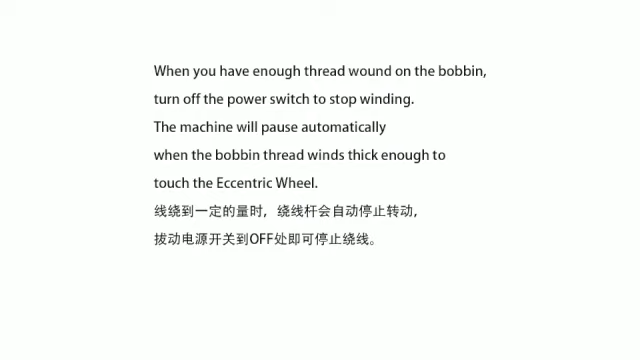 When you have enough thread wound on the bobbin,
turn off the power switch to stop winding.
The machine will pause automatically
when the bobbin thread winds thick enough to
touch the Eccentric Wheel.
线绕到一定的量时，绕线杆会自动停止转动，
拔动电源开关到OFF处即可停止绕线。